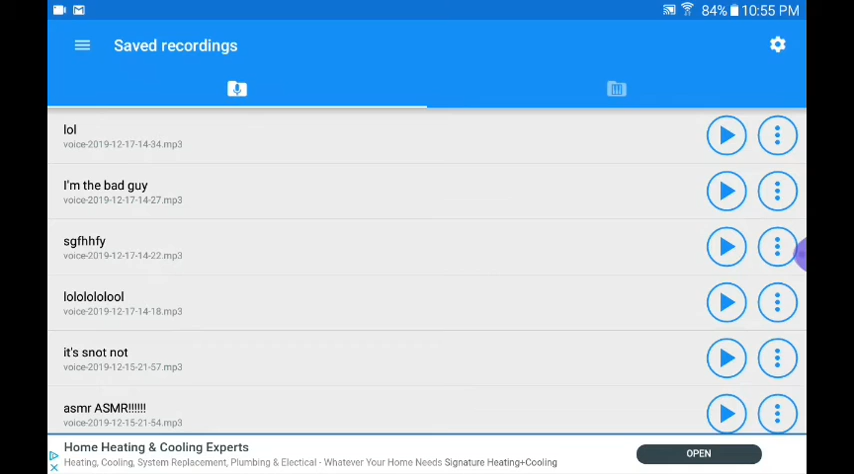 84% 10:55 PM
Saved recordings
lol
voice-2019-12-17-14-34.mp3
I'm the bad guy
voice-2019-12-17-14-27.mp3
sgfhhfy
voice-2019-12-17-14-22.mp3
lolololoIool
voice-2019-12-17-14-18.mp3
it's snot not
voice-2019-12-15-21-57.mp3
asmr ASMR!!!!!!
voice-2019-12-15-21-54.mp3
Home Heating & Cooling Experts
Heating, Cooling, System Replacement, Plumbing & Electical - Whatever Your Home Needs Signature Heating+Cooling
OPEN